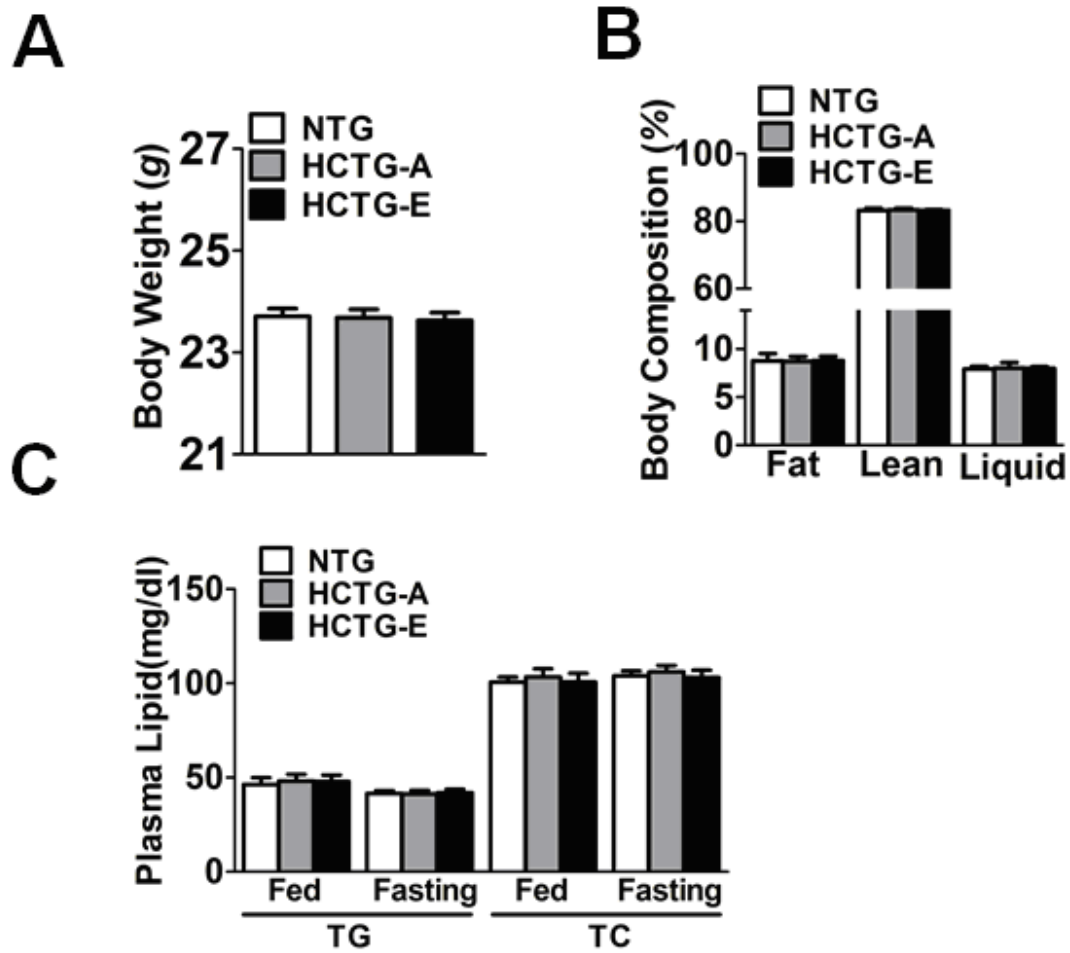 A
Body Weight (g)
27
25
23
21
NTG
HCTG-A
HCTG-E
B
Body Composition (%)
100
80
60
10
5
0
NTG
HCTG-A
HCTG-E
Fat Lean Liquid
C
Plasma Lipid(mg/dl)
150
100
50
0
NTG
HCTG-A
HCTG-E
Fed Fasting Fed Fasting
TG TC